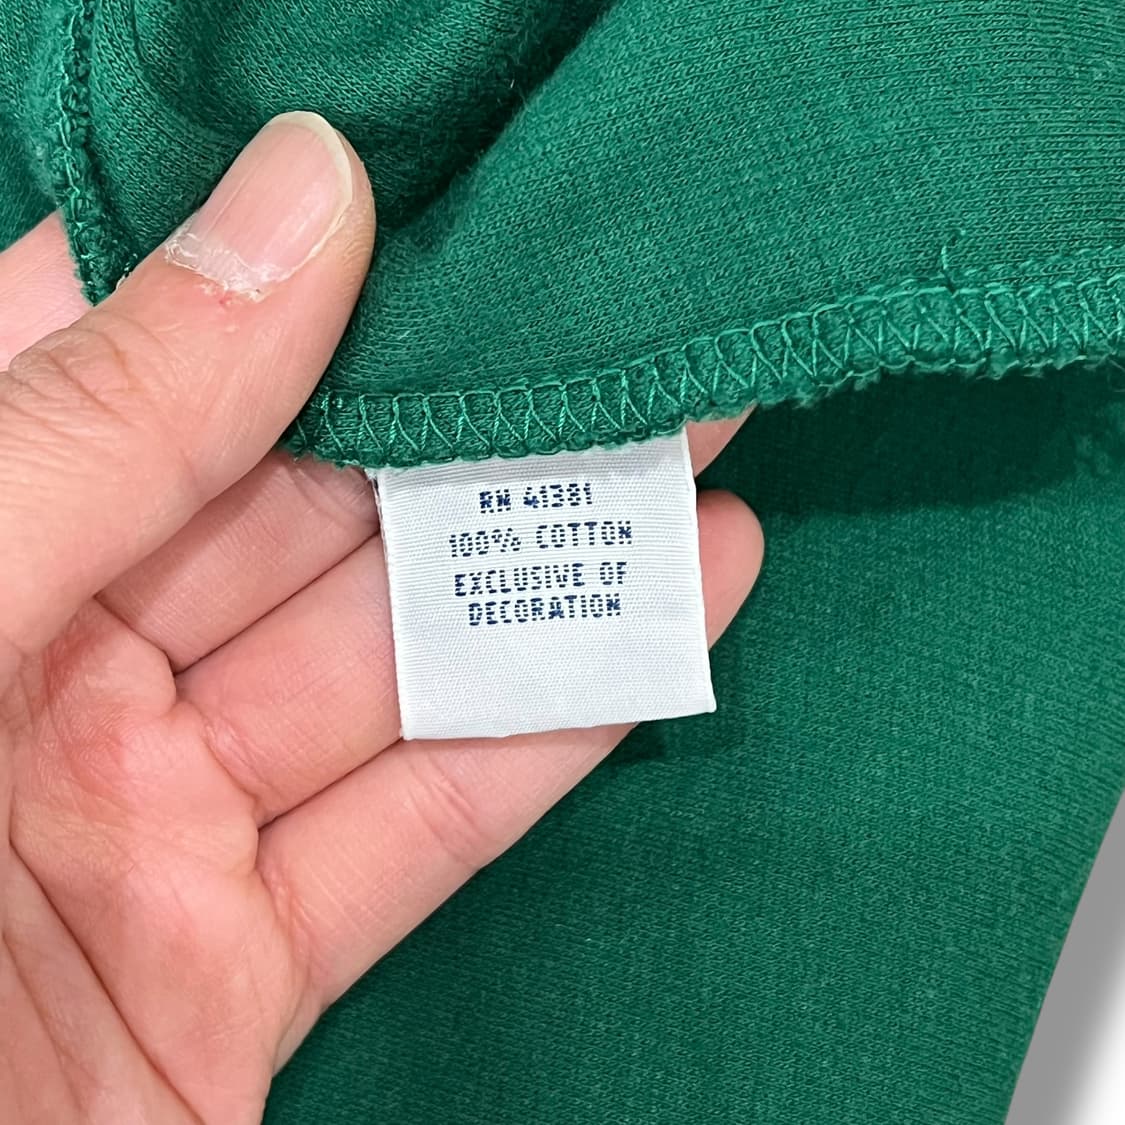 RN 41381
100% COTTON
EXCLUSIVE OF
DECORATION